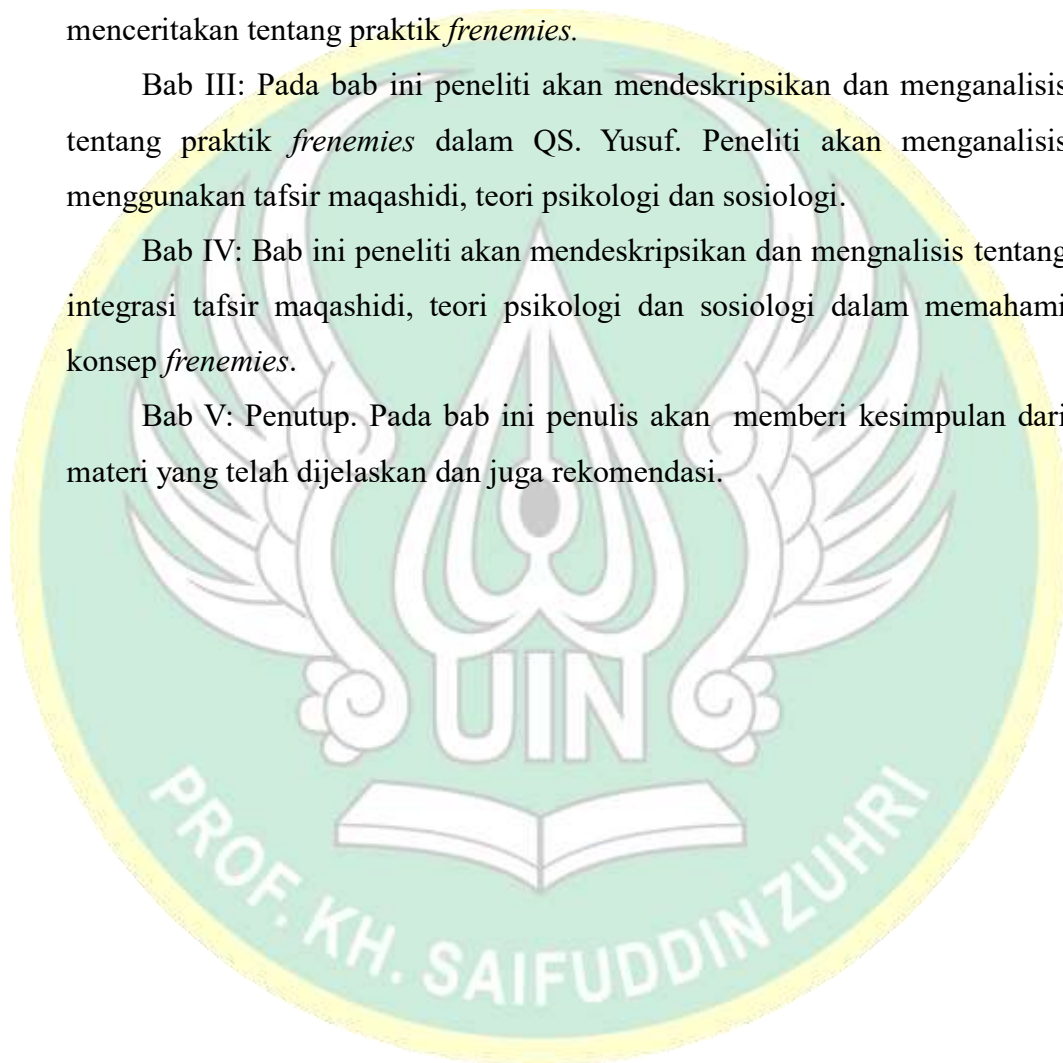 menceritakan tentang praktik frenemies.
Bab III: Pada bab ini peneliti akan mendeskripsikan dan menganalisis
tentang praktik frenemies dalam QS. Yusuf. Peneliti akan menganalisis
menggunakan tafsir maqashidi, teori psikologi dan sosiologi.
Bab IV: Bab ini peneliti akan mendeskripsikan dan mengnalisis tentang
integrasi tafsir maqashidi, teori psikologi dan sosiologi dalam memahami
konsep frenemies.
Bab V: Penutup. Pada bab ini penulis akan  memberi kesimpulan dari
materi yang telah dijelaskan dan juga rekomendasi.
UIN
PROF. KH. SAIFUDDIN ZUHRI